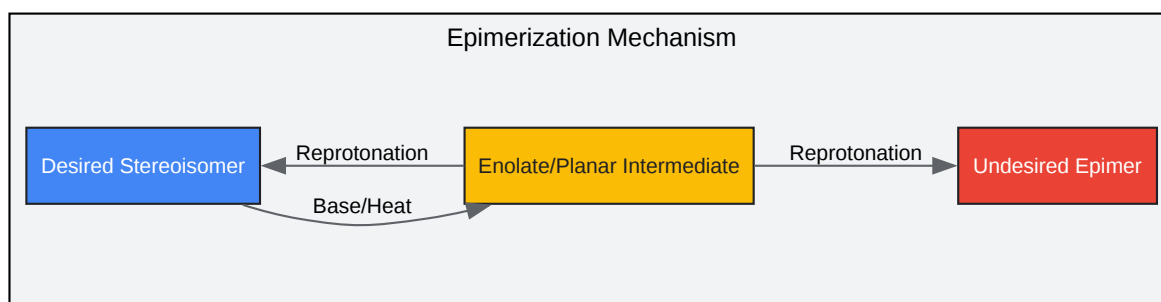 Epimerization Mechanism
Desired Stereoisomer
Reprotonation
Enolate/Planar Intermediate
Reprotonation
Undesired Epimer
Base/Heat